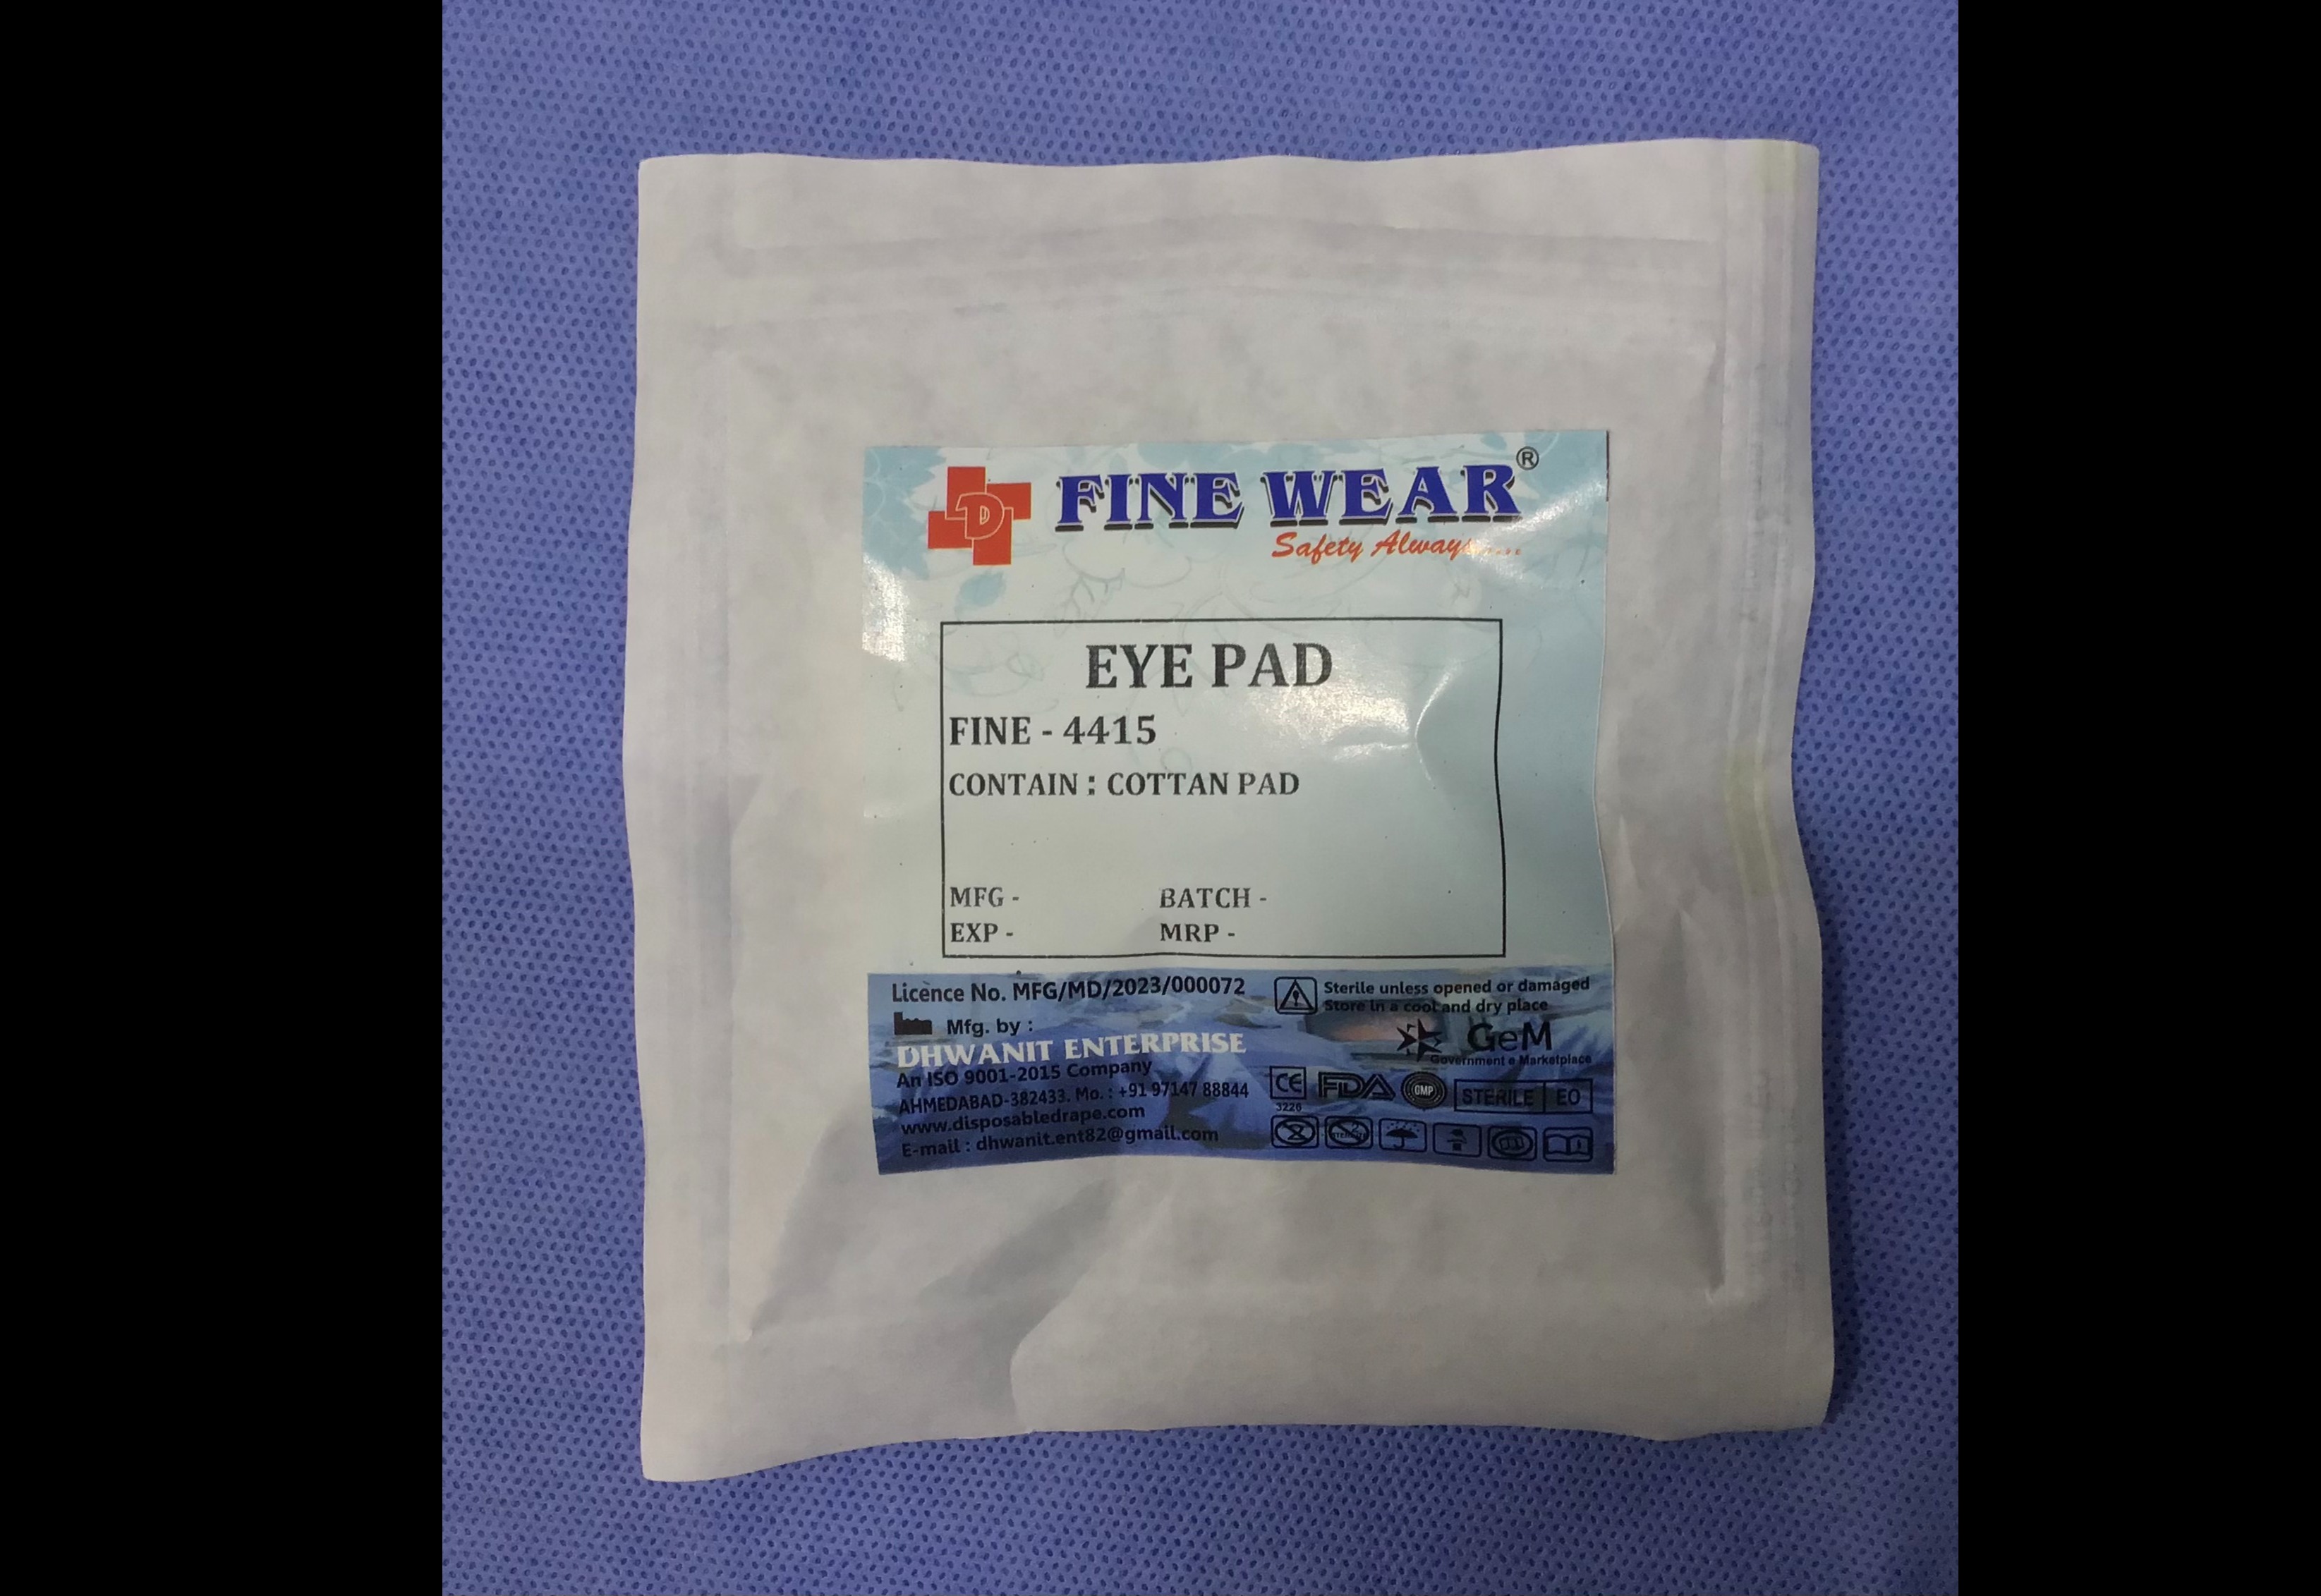 D
FINE WEAR®
Safety Always.....
EYE PAD
FINE - 4415
CONTAIN : COTTAN PAD
MFG -
BATCH -
EXP -
MRP -
Licence No. MFG/MD/2023/000072
Mfg. by :
DHWANIT ENTERPRISE
An ISO 9001-2015 Company
AHMEDABAD-382433. Mo. : +91 97147 88844
www.disposabledrape.com
E-mail : dhwanit.ent82@gmail.com
Sterile unless opened or damaged
Store in a cool and dry place
GeM
Government e Marketplace
CE
3226
FDA
GMP
STERILE EO
2